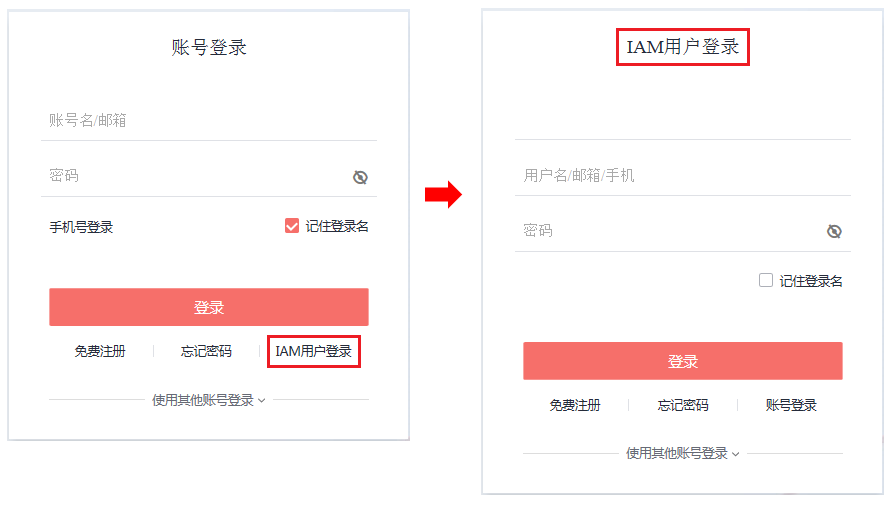 账号登录
账号名/邮箱
密码
手机号登录
记住登录名
登录
免费注册
忘记密码
IAM用户登录
使用其他账号登录
IAM用户登录
用户名/邮箱/手机
密码
记住登录名
登录
免费注册
忘记密码
账号登录
使用其他账号登录